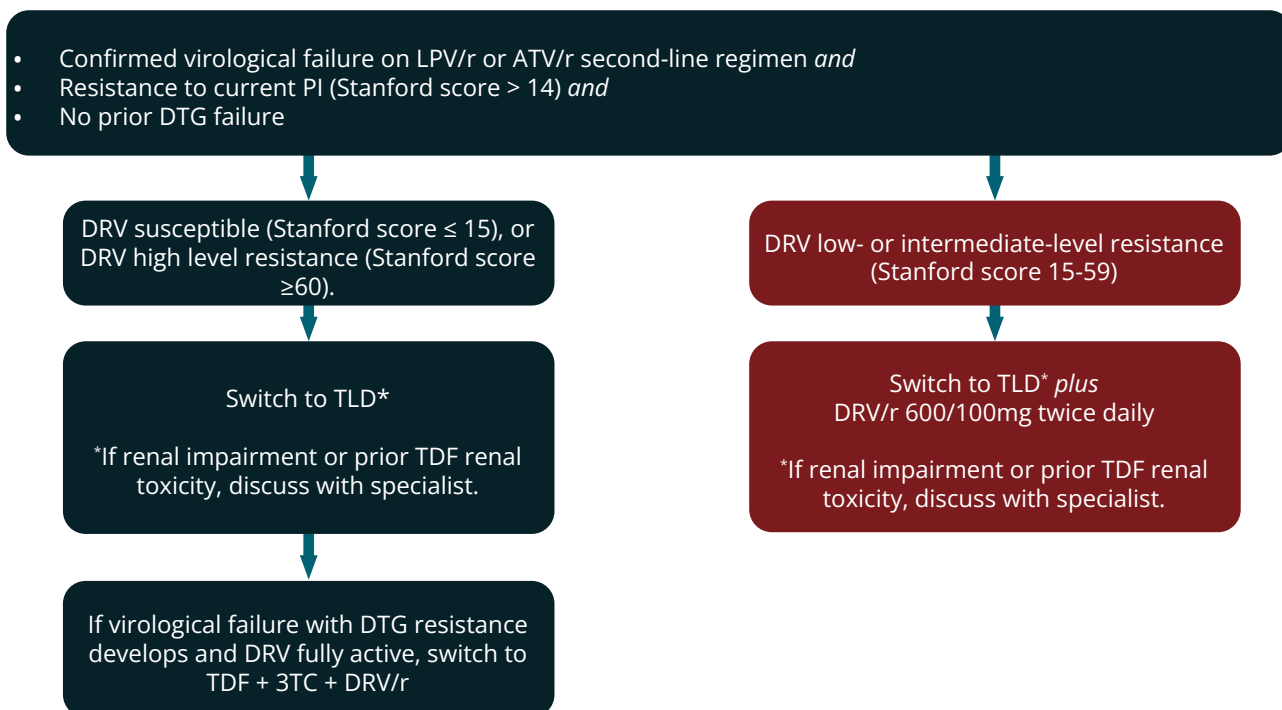 • Confirmed virological failure on LPV/r or ATV/r second-line regimen and
• Resistance to current PI (Stanford score > 14) and
• No prior DTG failure
DRV susceptible (Stanford score ≤ 15), or
DRV high level resistance (Stanford score
≥60).
Switch to TLD*
*If renal impairment or prior TDF renal
toxicity, discuss with specialist.
If virological failure with DTG resistance
develops and DRV fully active, switch to
TDF + 3TC + DRV/r
DRV low- or intermediate-level resistance
(Stanford score 15-59)
Switch to TLD* plus
DRV/r 600/100mg twice daily
*If renal impairment or prior TDF renal
toxicity, discuss with specialist.